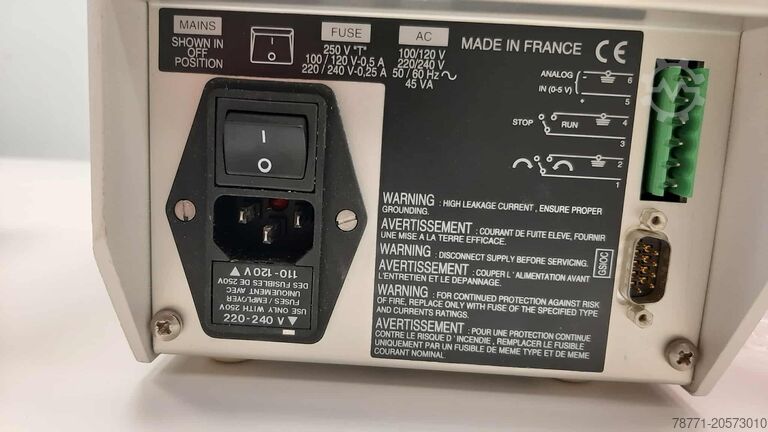 MAINS
SHOWN IN
OFF
POSITION
I
O
FUSE
250 V "T"
100 / 120 V-0,5 A
220 / 240 V-0,25 A
AC
100/120 V
220/240 V
50 / 60 Hz
45 VA
MADE IN FRANCE CE
ANALOG
IN (0-5 V)
+
6
5
STOP RUN
4
3
2
1
I
O
WARNING : HIGH LEAKAGE CURRENT , ENSURE PROPER
GROUNDING.
AVERTISSEMENT : COURANT DE FUITE ELEVE, FOURNIR
UNE MISE A LA TERRE EFFICACE.
WARNING : DISCONNECT SUPPLY BEFORE SERVICING.
AVERTISSEMENT : COUPER L' ALIMENTATION AVANT
L'ENTRETIEN ET LE DEPANNAGE.
WARNING : FOR CONTINUED PROTECTION AGAINST RISK
OF FIRE, REPLACE ONLY WITH FUSE OF THE SPECIFIED TYPE
AND CURRENTS RATINGS.
AVERTISSEMENT : POUR UNE PROTECTION CONTINUE
CONTRE LE RISQUE D' INCENDIE , REMPLACER LE FUSIBLE
UNIQUEMENT PAR UN FUSIBLE DE MEME TYPE ET DE MEME
COURANT NOMINAL
GSIOC
110-120V
USE ONLY WITH 250V
FUSES / EMPLOYER
UNIQUEMENT AVEC
DES FUSIBLES DE 250V
220-240 V
78771-20573010